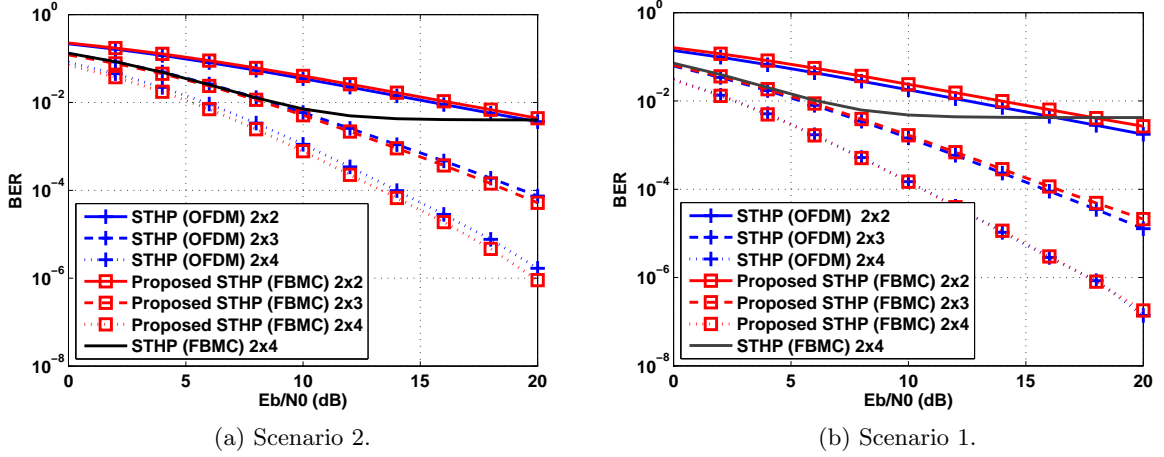 10^0
10^-2
10^-4
10^-6
10^-8
BER
0 5 10 15 20
Eb/N0 (dB)
STHP (OFDM) 2x2
STHP (OFDM) 2x3
STHP (OFDM) 2x4
Proposed STHP (FBMC) 2x2
Proposed STHP (FBMC) 2x3
Proposed STHP (FBMC) 2x4
STHP (FBMC) 2x4
(a) Scenario 2.
10^0
10^-2
10^-4
10^-6
10^-8
BER
0 5 10 15 20
Eb/N0 (dB)
STHP (OFDM) 2x2
STHP (OFDM) 2x3
STHP (OFDM) 2x4
Proposed STHP (FBMC) 2x2
Proposed STHP (FBMC) 2x3
Proposed STHP (FBMC) 2x4
STHP (FBMC) 2x4
(b) Scenario 1.